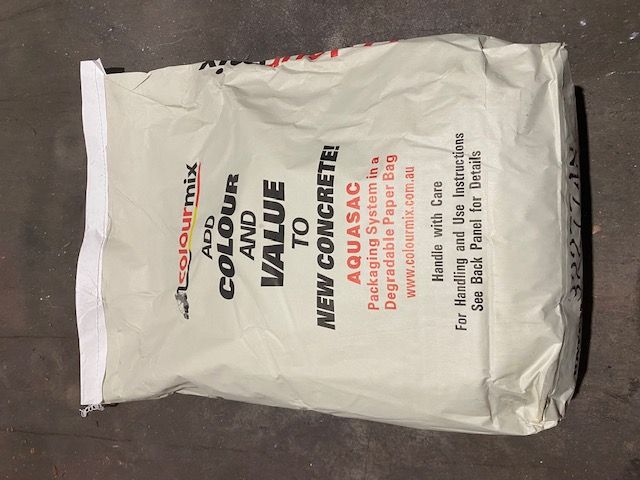 colourmix
ADD
COLOUR
AND
VALUE
TO
NEW CONCRETE!
AQUASAC
Packaging System in a
Degradable Paper Bag
www.colourmix.com.au
Handle with Care
For Handling and Use Instructions
See Back Panel for Details